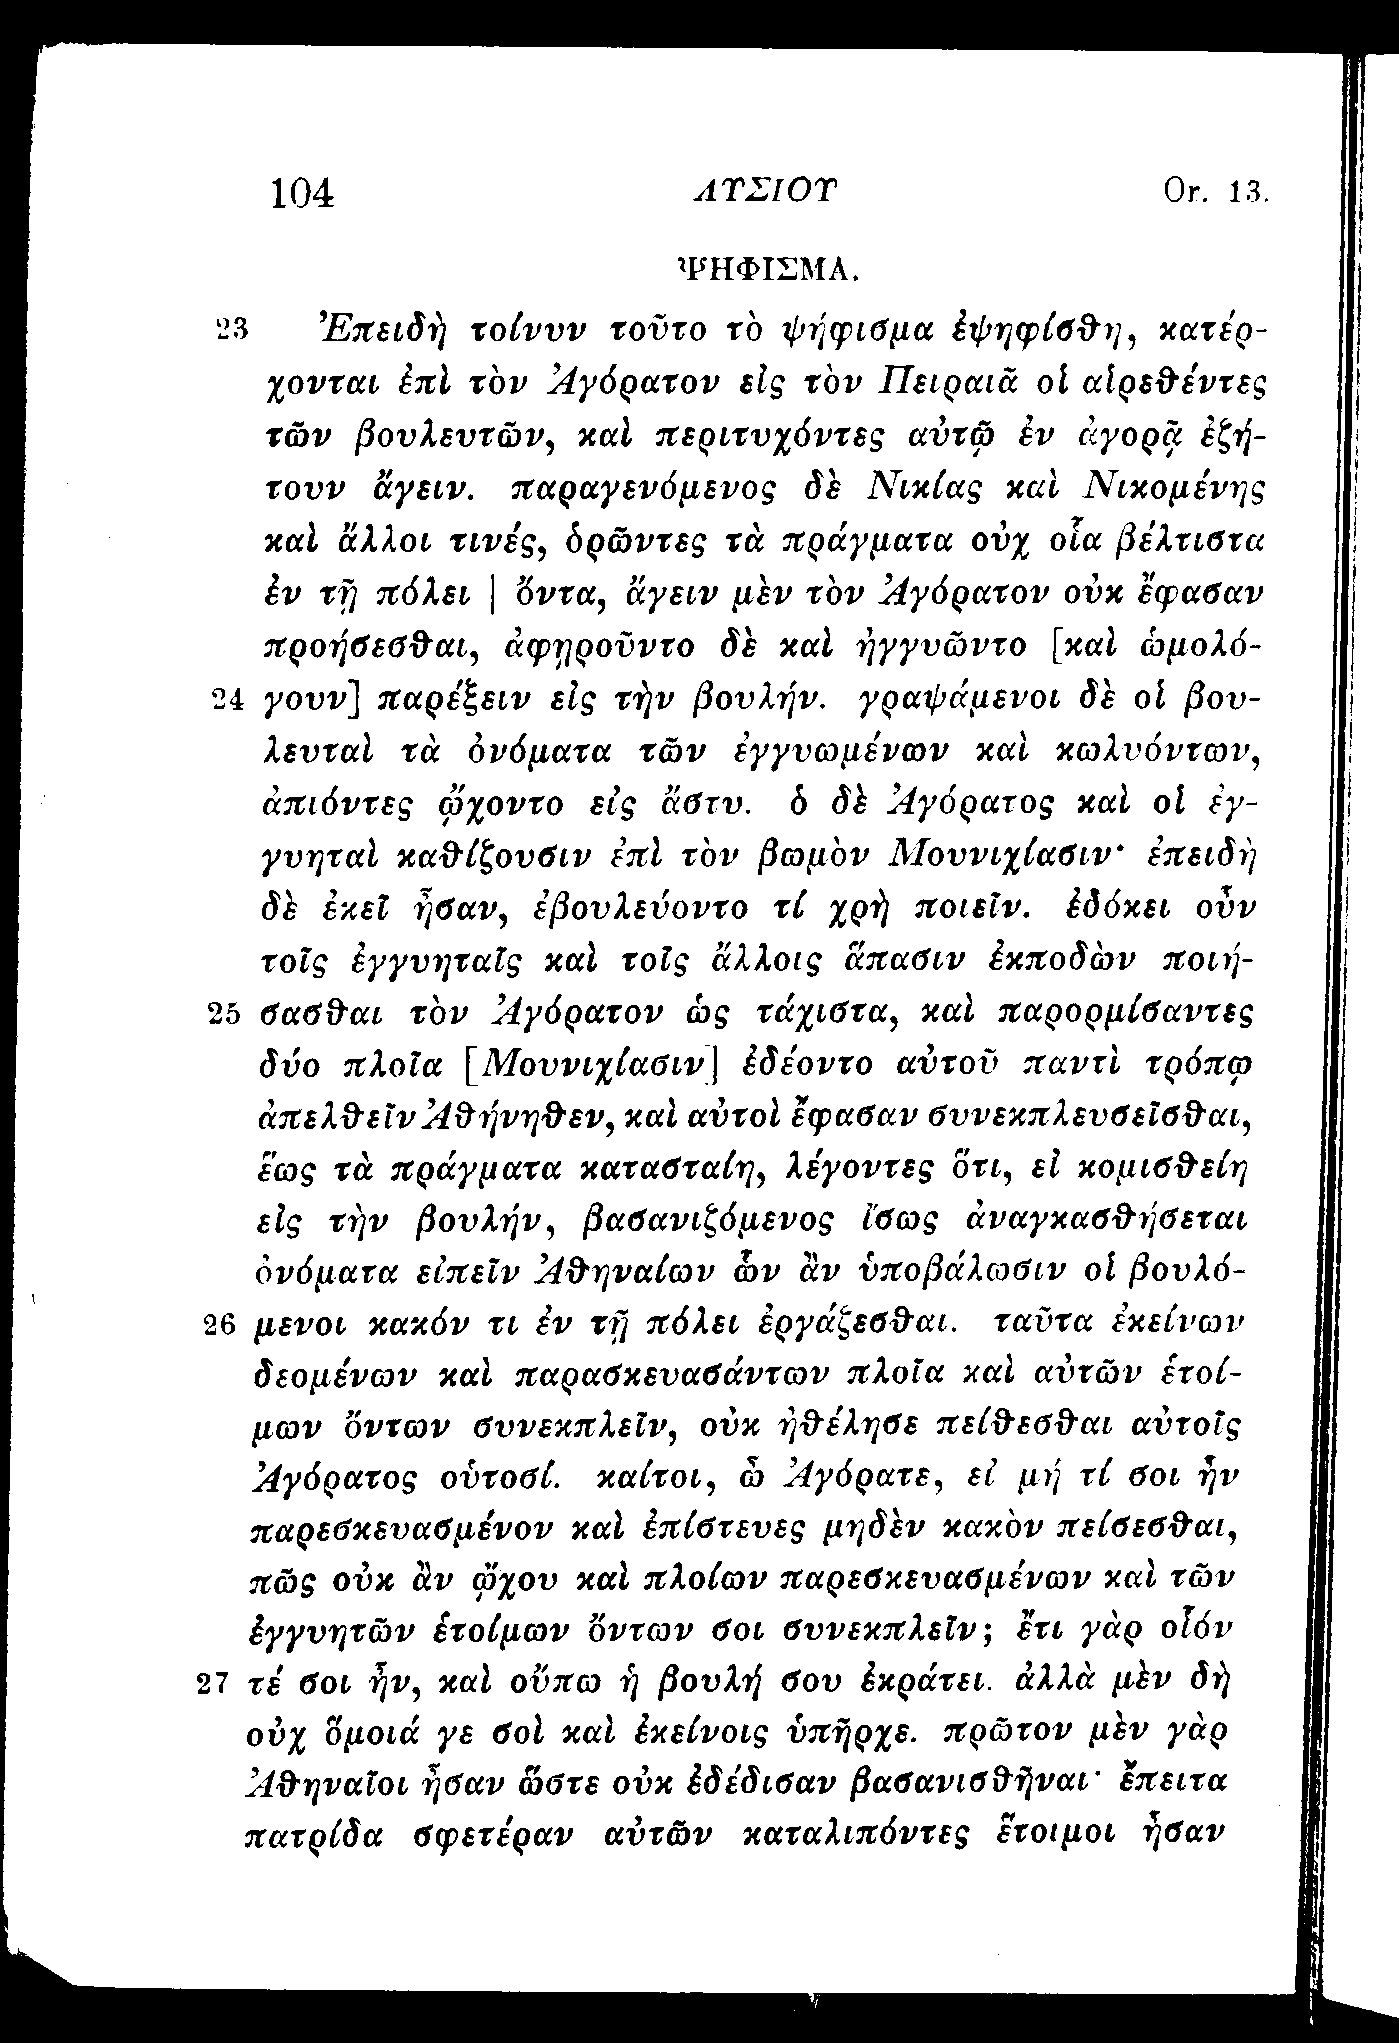 104 ΛΥΣΙΟΥ Or. 13.
ΨΗΦΙΣΜΑ.
23 Ἐπειδὴ τοίνυν τοῦτο τὸ ψήφισμα ἐψηφίσθη, κατέρ-
χονται ἐπὶ τὸν Ἀγόρατον εἰς τὸν Πειραιᾶ οἱ αἱρεθέντες
τῶν βουλευτῶν, καὶ περιτυχόντες αὐτῷ ἐν ἀγορᾷ ἐζή-
τουν ἄγειν. παραγενόμενος δὲ Νικίας καὶ Νικομένης
καὶ ἄλλοι τινές, ὁρῶντες τὰ πράγματα οὐχ οἷα βέλτιστα
ἐν τῇ πόλει | ὄντα, ἄγειν μὲν τὸν Ἀγόρατον οὐκ ἔφασαν
προήσεσθαι, ἀφῃροῦντο δὲ καὶ ἠγγυῶντο [καὶ ὡμολό-
24 γουν] παρέξειν εἰς τὴν βουλήν. γραψάμενοι δὲ οἱ βου-
λευταὶ τὰ ὀνόματα τῶν ἐγγυωμένων καὶ κωλυόντων,
ἀπιόντες ᾤχοντο εἰς ἄστυ. ὁ δὲ Ἀγόρατος καὶ οἱ ἐγ-
γυηταὶ καθίζουσιν ἐπὶ τὸν βωμὸν Μουνιχίασιν· ἐπειδὴ
δὲ ἐκεῖ ἦσαν, ἐβουλεύοντο τί χρὴ ποιεῖν. ἐδόκει οὖν
τοῖς ἐγγυηταῖς καὶ τοῖς ἄλλοις ἅπασιν ἐκποδὼν ποιή-
25 σασθαι τὸν Ἀγόρατον ὡς τάχιστα, καὶ παρορμίσαντες
δύο πλοῖα [Μουνιχίασιν] ἐδέοντο αὐτοῦ παντὶ τρόπῳ
ἀπελθεῖν Ἀθήνηθεν, καὶ αὐτοὶ ἔφασαν συνεκπλευσεῖσθαι,
ἕως τὰ πράγματα κατασταίη, λέγοντες ὅτι, εἰ κομισθείη
εἰς τὴν βουλήν, βασανιζόμενος ἴσως ἀναγκασθήσεται
ὀνόματα εἰπεῖν Ἀθηναίων ὧν ἂν ὑποβάλωσιν οἱ βουλό-
26 μενοι κακόν τι ἐν τῇ πόλει ἐργάζεσθαι. ταῦτα ἐκείνων
δεομένων καὶ παρασκευασάντων πλοῖα καὶ αὐτῶν ἑτοί-
μων ὄντων συνεκπλεῖν, οὐκ ἠθέλησε πείθεσθαι αὐτοῖς
Ἀγόρατος οὑτοσί. καίτοι, ὦ Ἀγόρατε, εἰ μή τί σοι ἦν
παρεσκευασμένον καὶ ἐπίστευες μηδὲν κακὸν πείσεσθαι,
πῶς οὐκ ἂν ᾤχου καὶ πλοίων παρεσκευασμένων καὶ τῶν
ἐγγυητῶν ἑτοίμων ὄντων σοι συνεκπλεῖν; ἔτι γὰρ οἷόν
27 τέ σοι ἦν, καὶ οὔπω ἡ βουλή σου ἐκράτει. ἀλλὰ μὲν δὴ
οὐχ ὅμοιά γε σοὶ καὶ ἐκείνοις ὑπῆρχε. πρῶτον μὲν γὰρ
Ἀθηναῖοι ἦσαν ὥστε οὐκ ἐδέδισαν βασανισθῆναι· ἔπειτα
πατρίδα σφετέραν αὐτῶν καταλιπόντες ἕτοιμοι ἦσαν